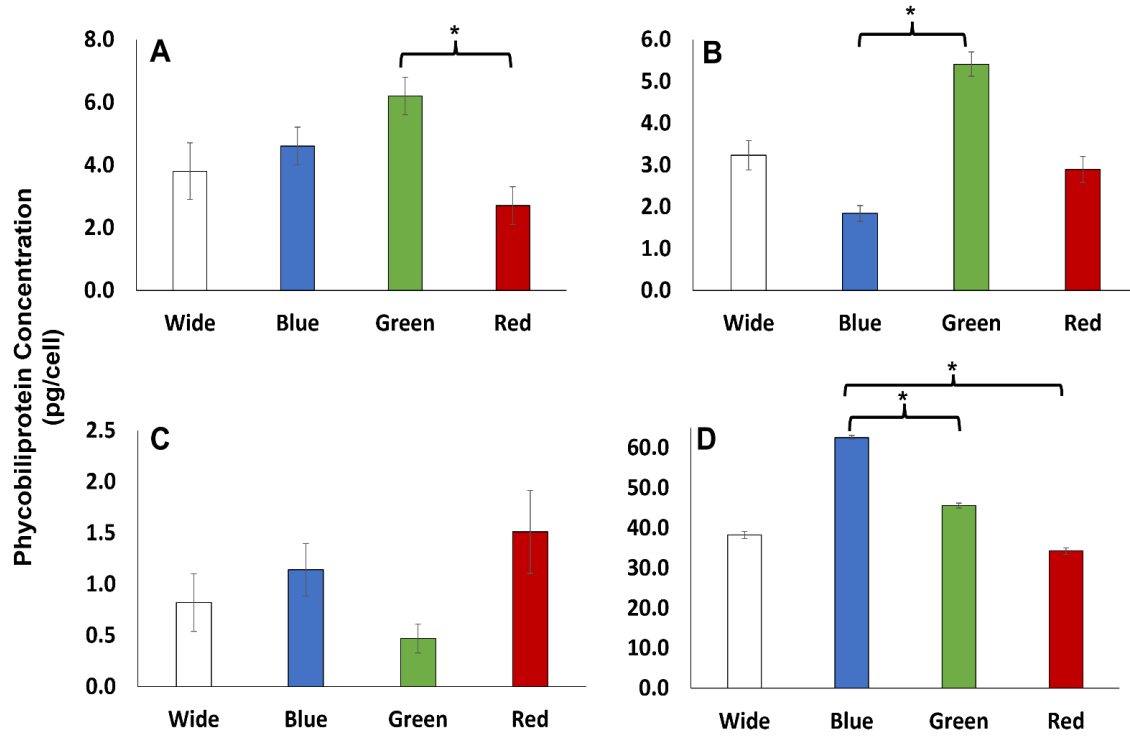 Phycobiliprotein Concentration
(pg/cell)
A
*
8.0
6.0
4.0
2.0
0.0
Wide Blue Green Red
B
*
6.0
5.0
4.0
3.0
2.0
1.0
0.0
Wide Blue Green Red
C
2.5
2.0
1.5
1.0
0.5
0.0
Wide Blue Green Red
D
*
*
60.0
50.0
40.0
30.0
20.0
10.0
0.0
Wide Blue Green Red